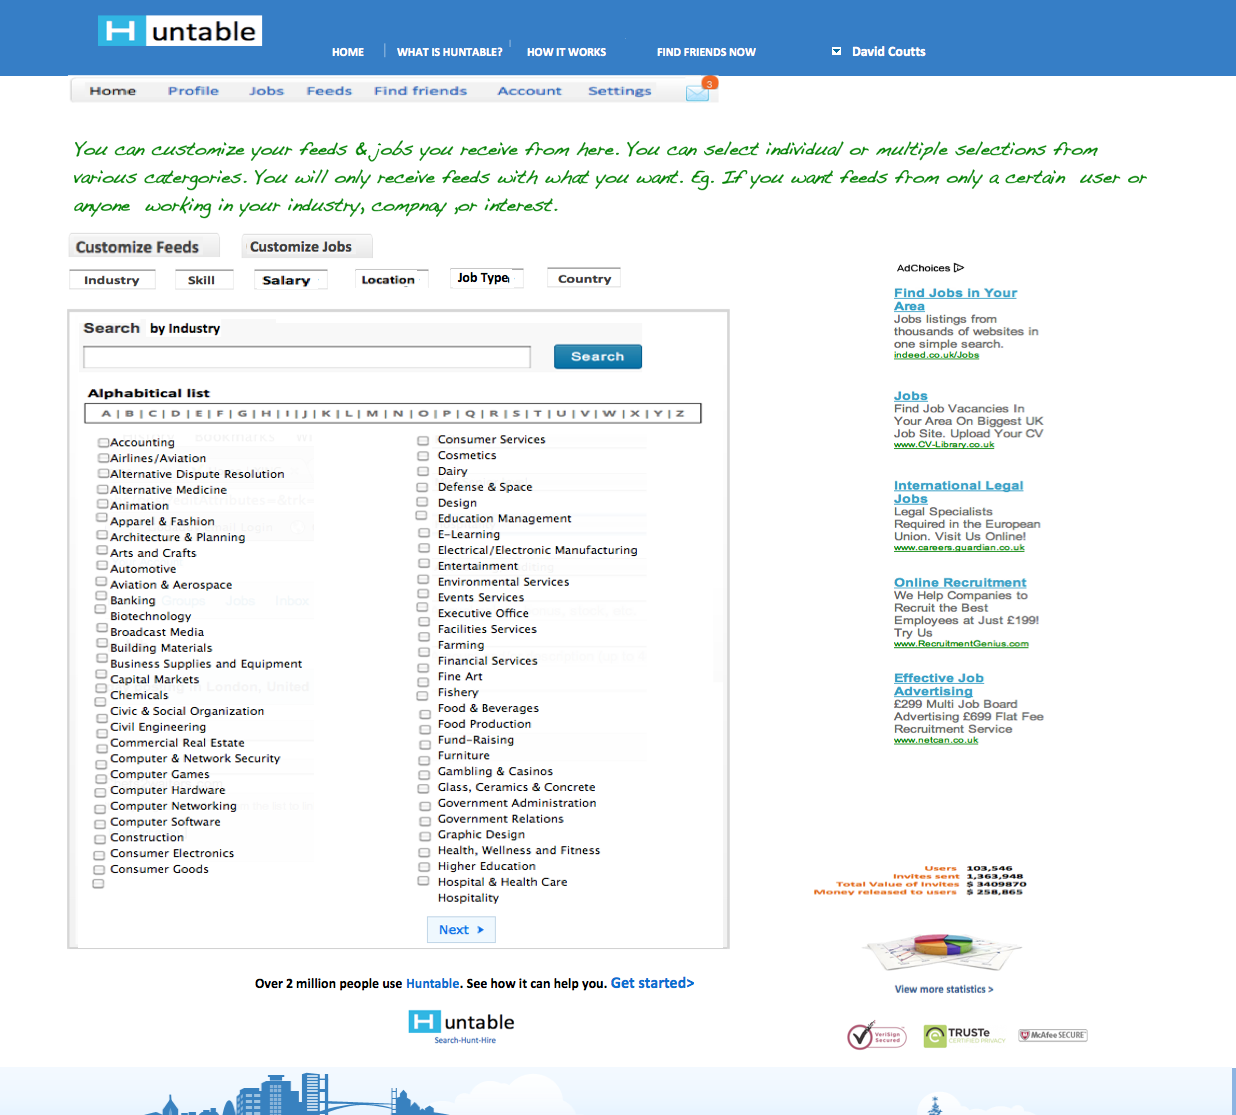 H untable
HOME WHAT IS HUNTABLE? HOW IT WORKS FIND FRIENDS NOW David Coutts
Home Profile Jobs Feeds Find friends Account Settings 3
You can customize your feeds & jobs you receive from here. You can select individual or multiple selections from
various catergories. You will only receive feeds with what you want. Eg. If you want feeds from only a certain user or
anyone working in your industry, compnay ,or interest.
Customize Feeds Customize Jobs
Industry Skill Salary Location Job Type Country
Search by Industry
Search
Alphabitical list
A | B | C | D | E | F | G | H | I | J | K | L | M | N | O | P | Q | R | S | T | U | V | W | X | Y | Z
Accounting
Airlines/Aviation
Alternative Dispute Resolution
Alternative Medicine
Animation
Apparel & Fashion
Architecture & Planning
Arts and Crafts
Automotive
Aviation & Aerospace
Banking
Biotechnology
Broadcast Media
Building Materials
Business Supplies and Equipment
Capital Markets
Chemicals
Civic & Social Organization
Civil Engineering
Commercial Real Estate
Computer & Network Security
Computer Games
Computer Hardware
Computer Networking
Computer Software
Construction
Consumer Electronics
Consumer Goods
Consumer Services
Cosmetics
Dairy
Defense & Space
Design
Education Management
E-Learning
Electrical/Electronic Manufacturing
Entertainment
Environmental Services
Events Services
Executive Office
Facilities Services
Farming
Financial Services
Fine Art
Fishery
Food & Beverages
Food Production
Fund-Raising
Furniture
Gambling & Casinos
Glass, Ceramics & Concrete
Government Administration
Government Relations
Graphic Design
Health, Wellness and Fitness
Higher Education
Hospital & Health Care
Hospitality
Next
AdChoices
Find Jobs in Your
Area
Jobs listings from
thousands of websites in
one simple search.
indeed.co.uk/Jobs
Jobs
Find Job Vacancies In
Your Area On Biggest UK
Job Site. Upload Your CV
www.CV-Library.co.uk
International Legal
Jobs
Legal Specialists
Required in the European
Union. Visit Us Online!
www.careers.guardian.co.uk
Online Recruitment
We Help Companies to
Recruit the Best
Employees at Just £199!
Try Us
www.RecruitmentGenius.com
Effective Job
Advertising
£299 Multi Job Board
Advertising £699 Flat Fee
Recruitment Service
www.netcan.co.uk
Users 103,546
Invites sent 1,363,948
Total Value of Invites $ 3409870
Money released to users $ 258,865
View more statistics >
Over 2 million people use Huntable. See how it can help you. Get started>
H untable
Search-Hunt-Hire
VeriSign
Secured
TRUSTe
CERTIFIED PRIVACY
McAfee SECURE